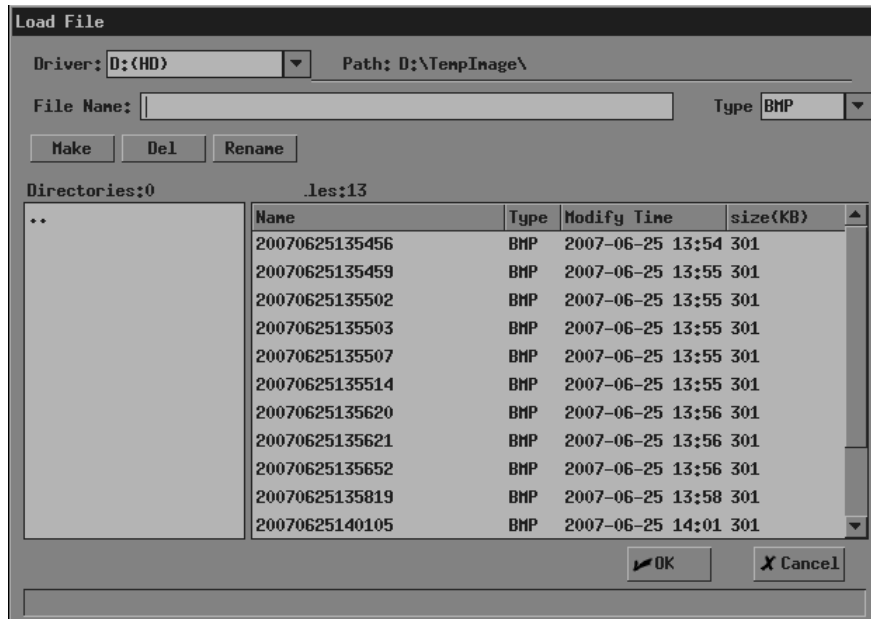 Load File
Driver: D:(HD) Path: D:\TempImage\
File Name: Type BMP
Make Del Rename
Directories:0 .les:13
..
Name Type Modify Time size(KB)
20070625135456 BMP 2007-06-25 13:54 301
20070625135459 BMP 2007-06-25 13:55 301
20070625135502 BMP 2007-06-25 13:55 301
20070625135503 BMP 2007-06-25 13:55 301
20070625135507 BMP 2007-06-25 13:55 301
20070625135514 BMP 2007-06-25 13:55 301
20070625135620 BMP 2007-06-25 13:56 301
20070625135621 BMP 2007-06-25 13:56 301
20070625135652 BMP 2007-06-25 13:56 301
20070625135819 BMP 2007-06-25 13:58 301
20070625140105 BMP 2007-06-25 14:01 301
OK Cancel